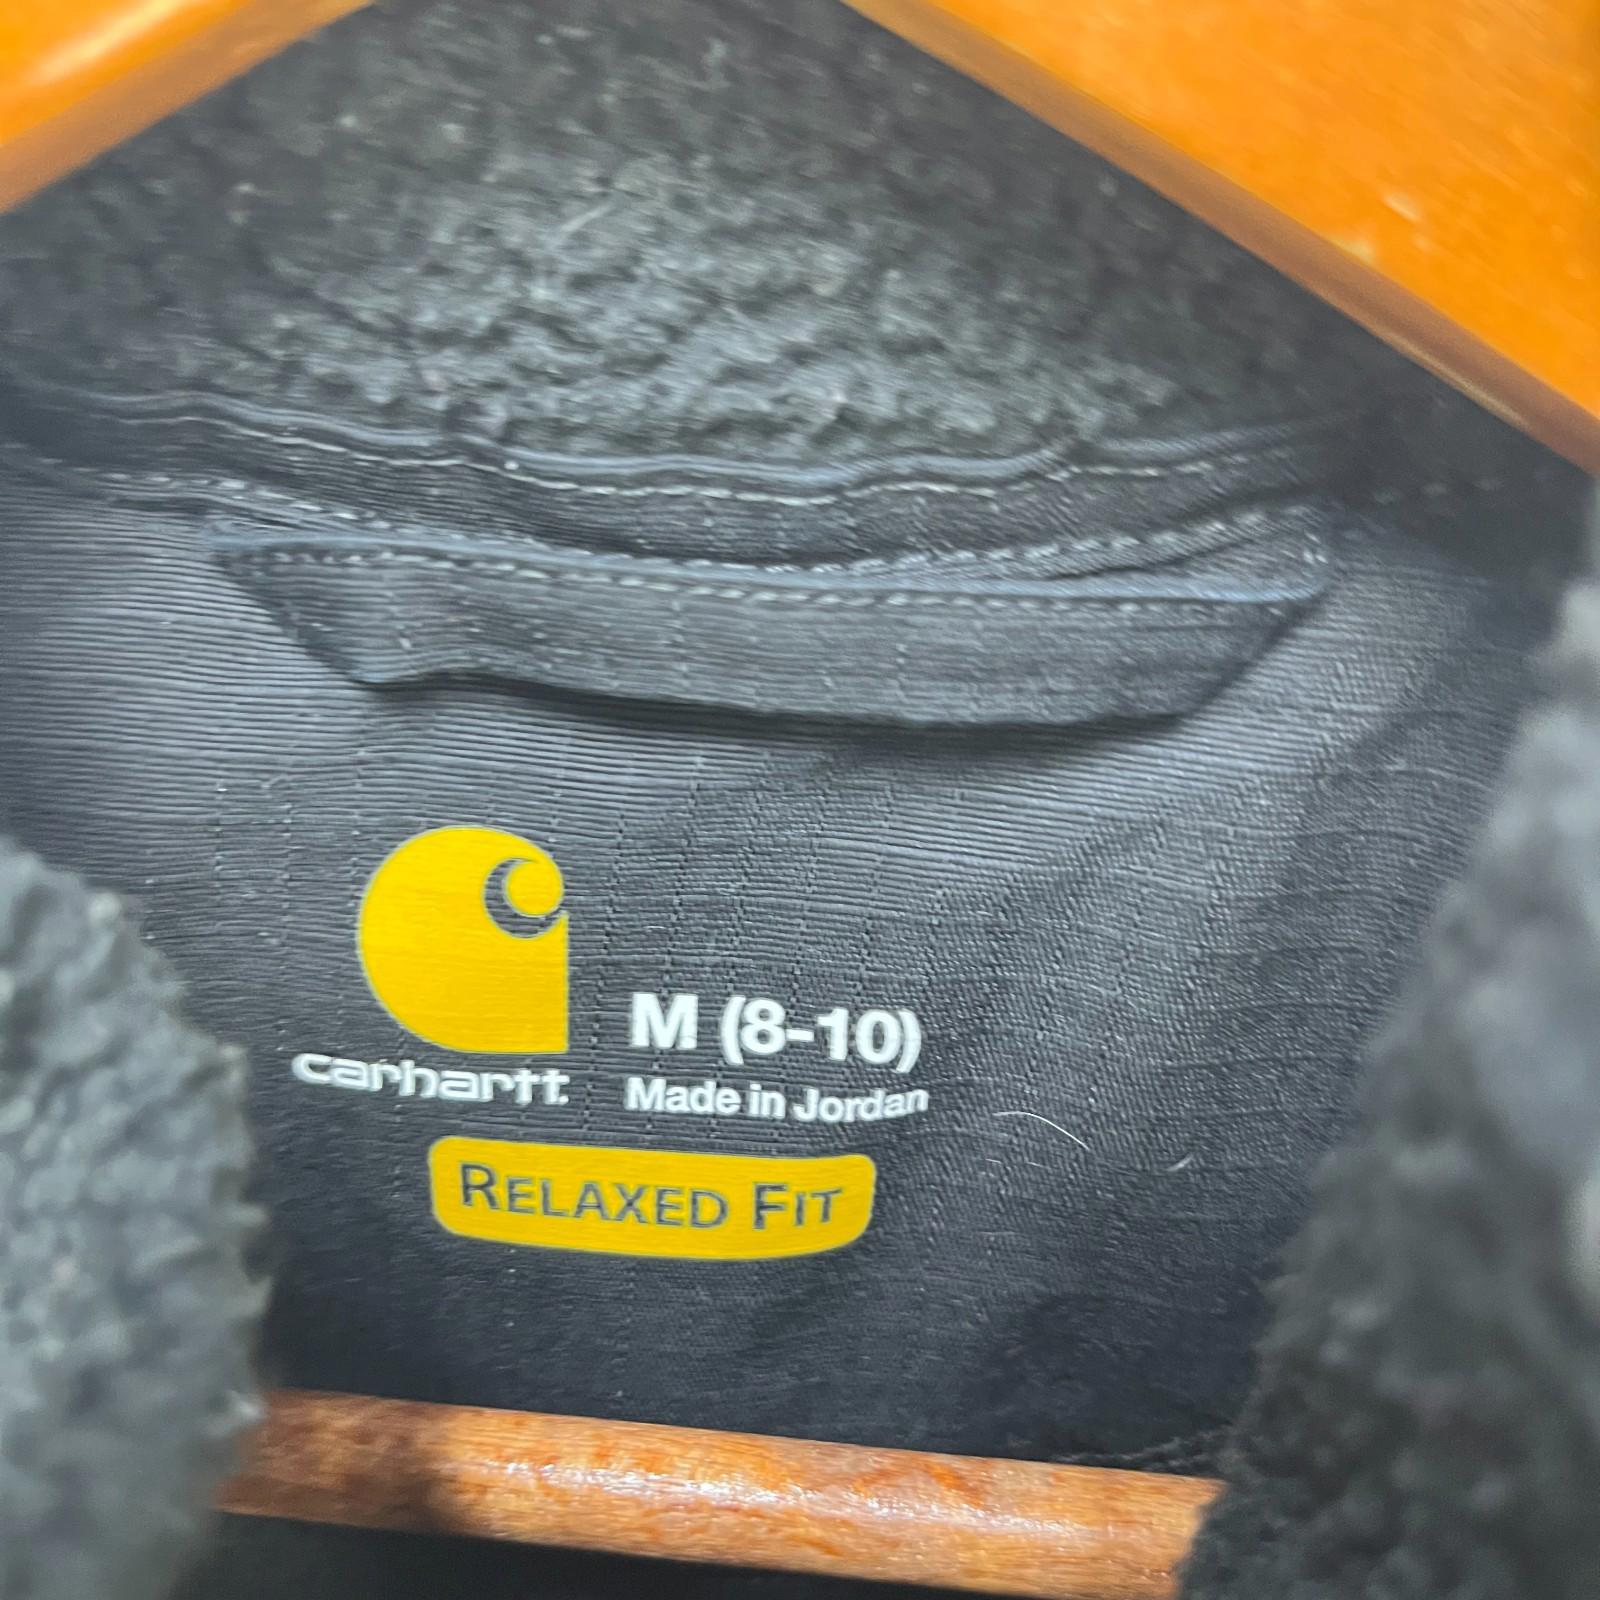 carhartt
M (8-10)
Made in Jordan
RELAXED FIT